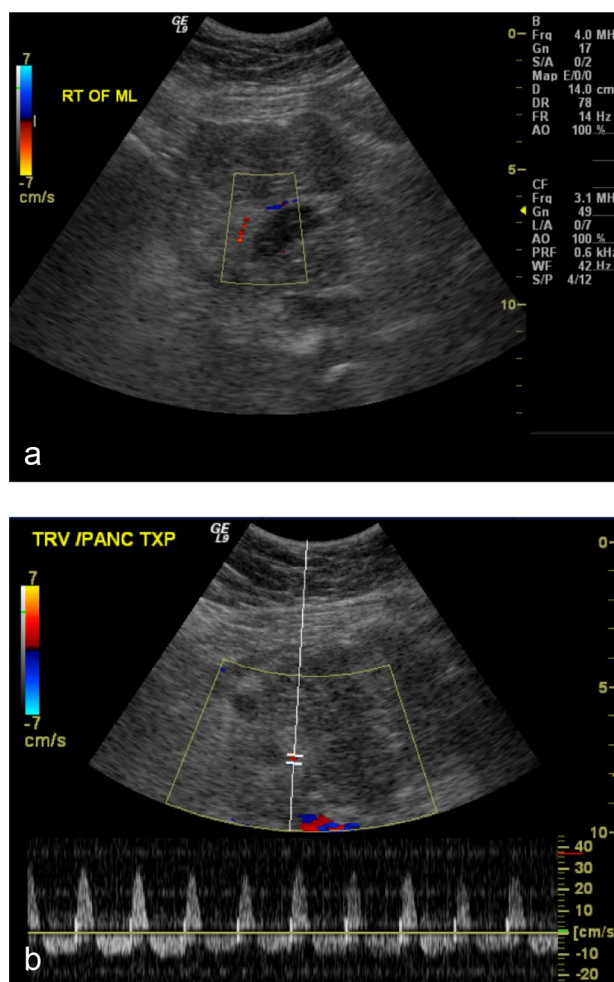 GE
L9
7
RT OF ML
-7
cm/s
0
5
10
B
Frq 4.0 MH
Gn 17
S/A 0/2
Map E/0/0
D 14.0 cm
DR 78
FR 14 Hz
AO 100 %
CF
Frq 3.1 MH
Gn 49
L/A 0/7
AO 100 %
PRF 0.6 kH
WF 42 Hz
S/P 4/12
a
TRV /PANC TXP
GE
L9
7
-7
cm/s
0
5
10
40
30
20
10
[cm/s
-10
-20
b